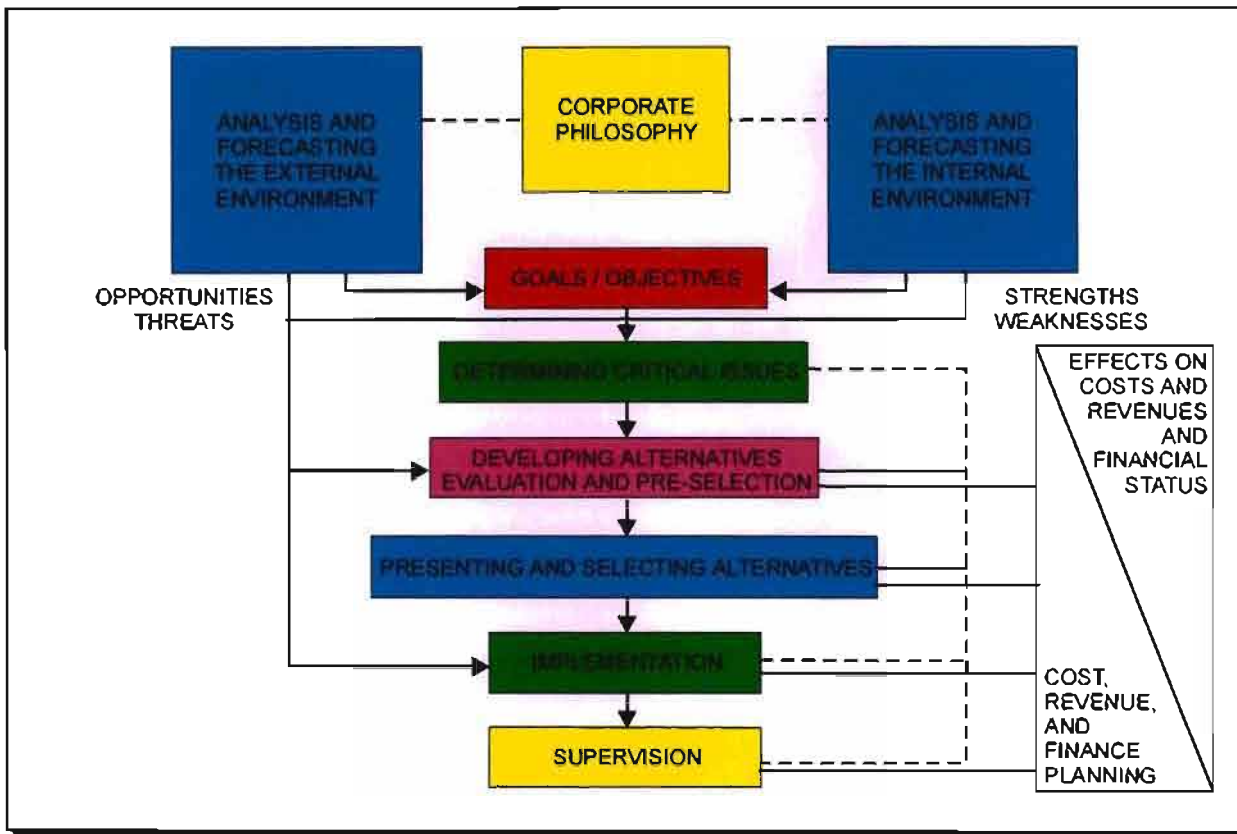 ANALYSIS AND
FORECASTING
THE EXTERNAL
ENVIRONMENT
CORPORATE
PHILOSOPHY
ANALYSIS AND
FORECASTING
THE INTERNAL
ENVIRONMENT
GOALS / OBJECTIVES
OPPORTUNITIES
THREATS
STRENGTHS
WEAKNESSES
DETERMINING CRITICAL ISSUES
EFFECTS ON
COSTS AND
REVENUES
AND
FINANCIAL
STATUS
DEVELOPING ALTERNATIVES
EVALUATION AND PRE-SELECTION
PRESENTING AND SELECTING ALTERNATIVES
IMPLEMENTATION
COST,
REVENUE,
AND
FINANCE
PLANNING
SUPERVISION